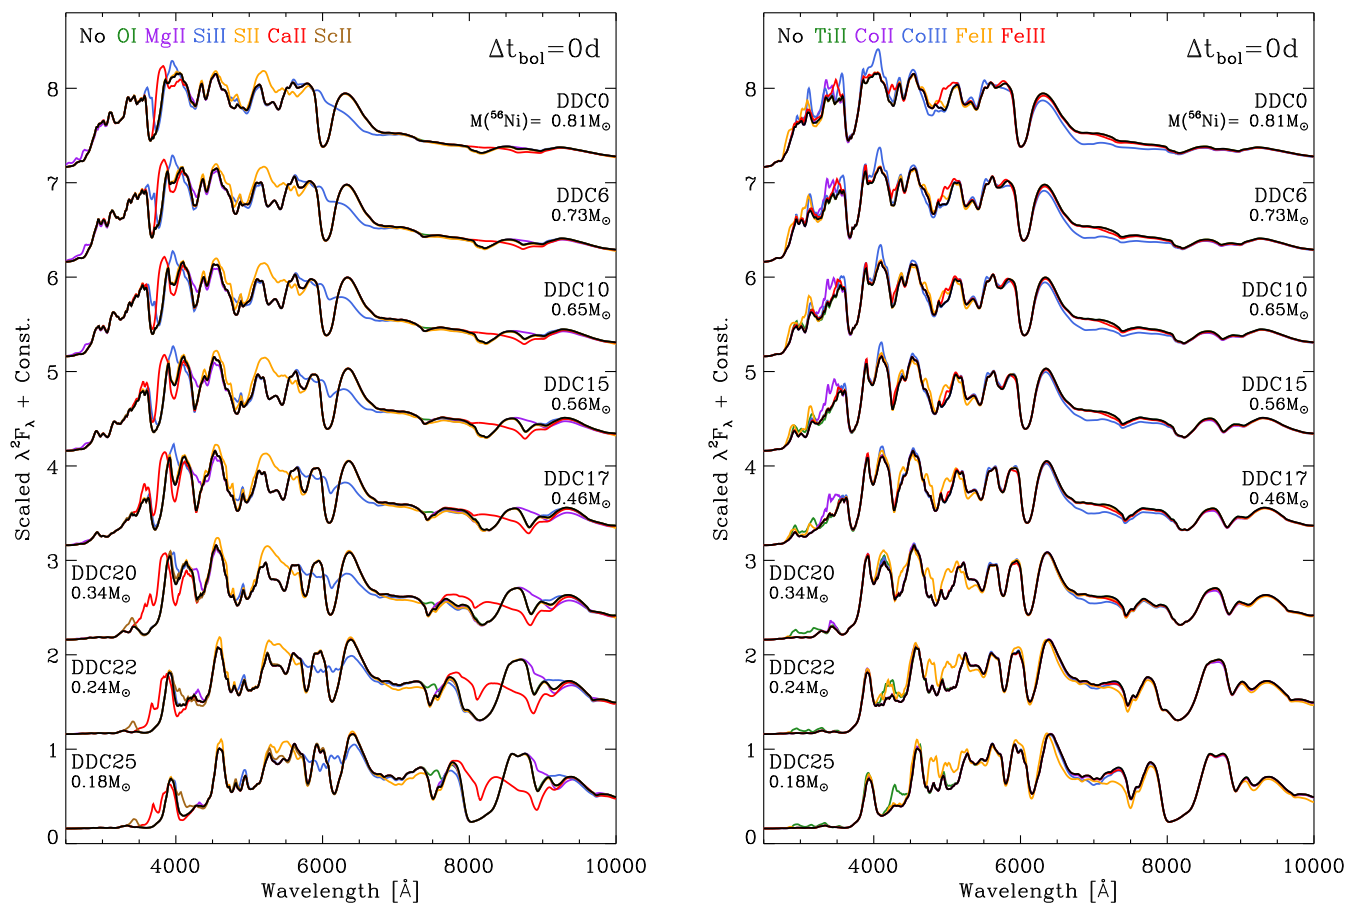 No OI MgII SiII SII CaII ScII
Δt_bol=0d
8
DDC0
M(⁵⁶Ni)= 0.81M⊙
7
DDC6
0.73M⊙
6
DDC10
0.65M⊙
5
DDC15
0.56M⊙
4
DDC17
0.46M⊙
3
DDC20
0.34M⊙
2
DDC22
0.24M⊙
1
DDC25
0.18M⊙
0
4000 6000 8000 10000
Wavelength [Å]
Scaled λ²F_λ + Const.
No TiII CoII CoIII FeII FeIII
Δt_bol=0d
8
DDC0
M(⁵⁶Ni)= 0.81M⊙
7
DDC6
0.73M⊙
6
DDC10
0.65M⊙
5
DDC15
0.56M⊙
4
DDC17
0.46M⊙
3
DDC20
0.34M⊙
2
DDC22
0.24M⊙
1
DDC25
0.18M⊙
0
4000 6000 8000 10000
Wavelength [Å]
Scaled λ²F_λ + Const.